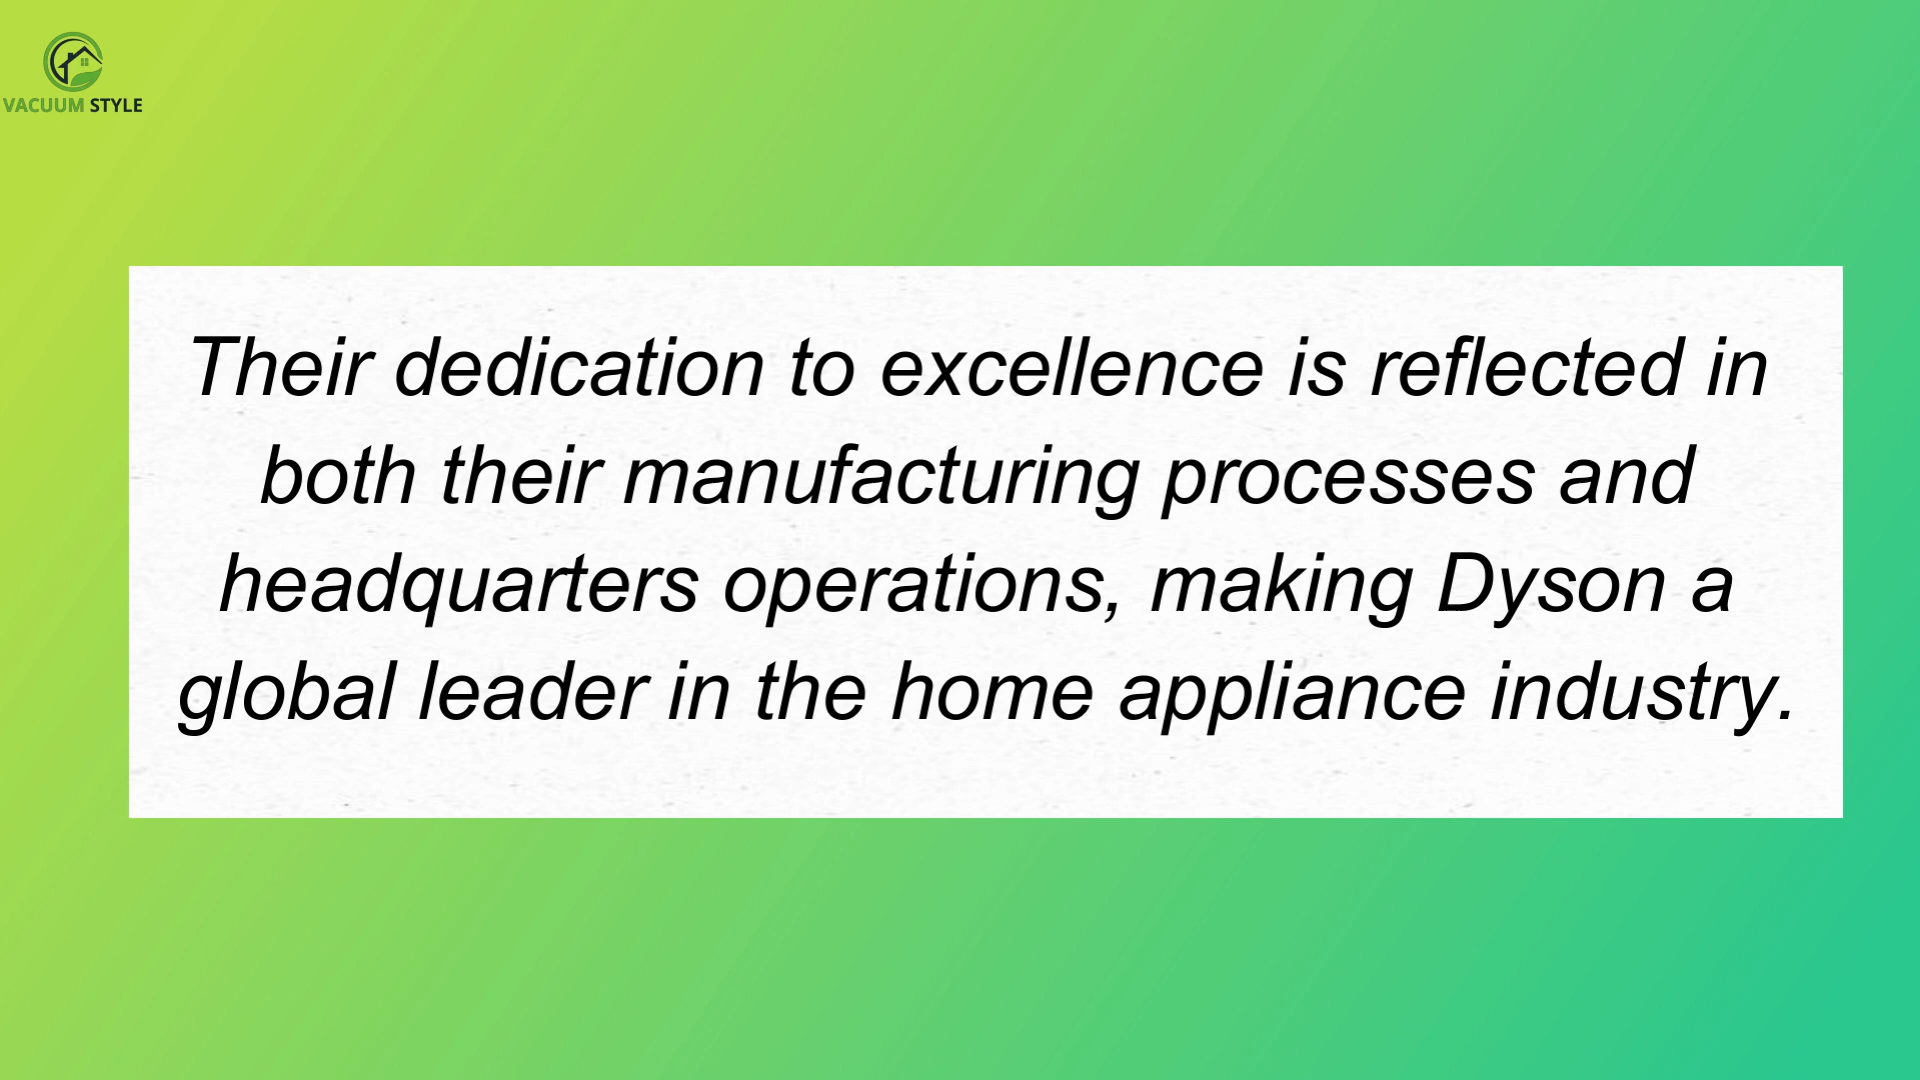 VACUUM STYLE
Their dedication to excellence is reflected in
both their manufacturing processes and
headquarters operations, making Dyson a
global leader in the home appliance industry.